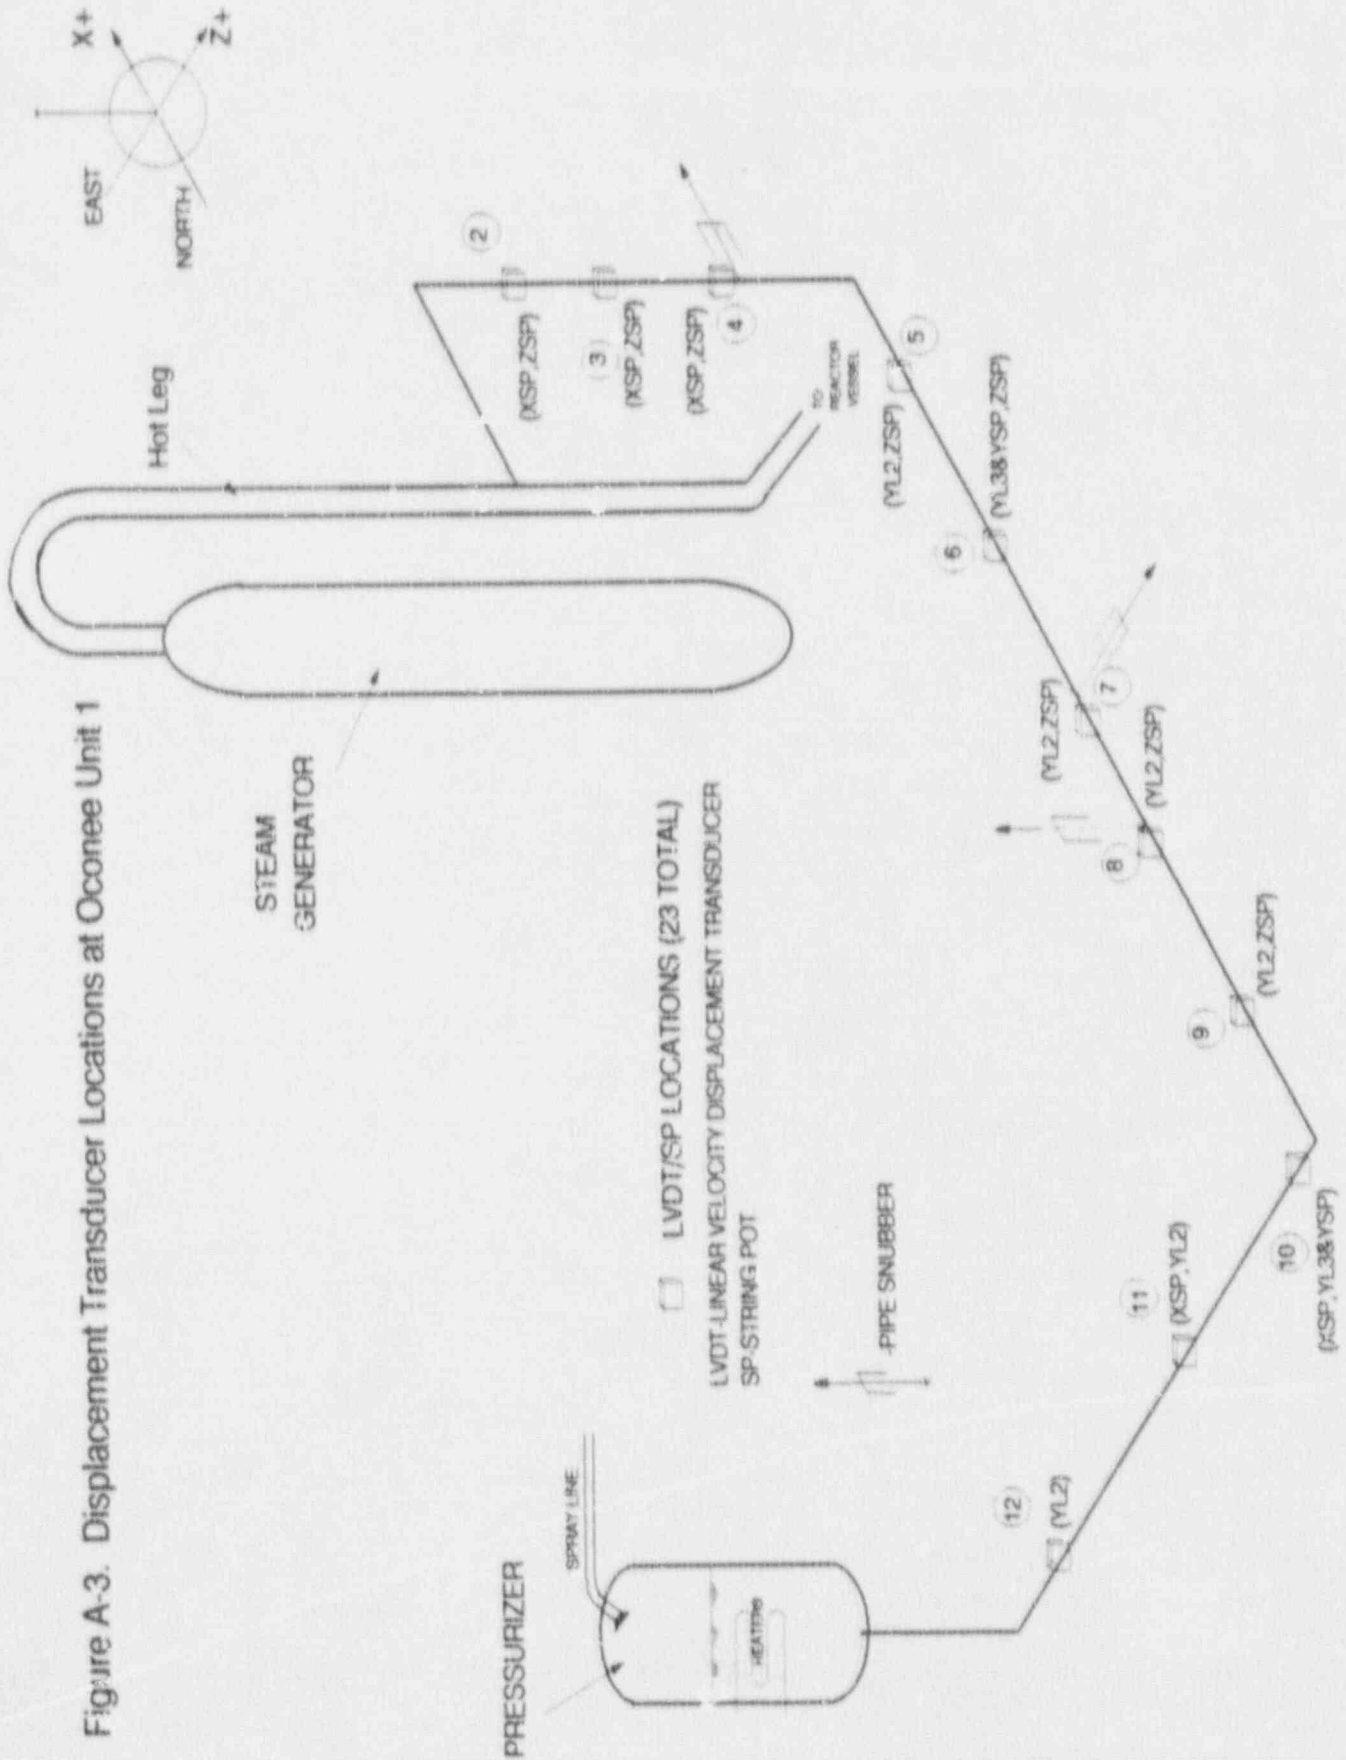 Figure A-3. Displacement Transducer Locations at Oconee Unit 1
X+
Z+
EAST
NORTH
Hot Leg
STEAM
GENERATOR
2
(XSP,ZSP)
3
(XSP,ZSP)
(XSP,ZSP)
4
TO
REACTOR
VESSEL
5
(YL2,ZSP)
6
(YL3&YSP,ZSP)
(YL2,ZSP)
7
8
(YL2,ZSP)
9
(YL2,ZSP)
LVDT/SP LOCATIONS (23 TOTAL)
LVDT-LINEAR VELOCITY DISPLACEMENT TRANSDUCER
SP-STRING POT
-PIPE SNUBBER
PRESSURIZER
SPRAY LINE
HEATERS
12
(YL2)
11
(XSP,YL2)
10
(XSP,YL3&YSP)